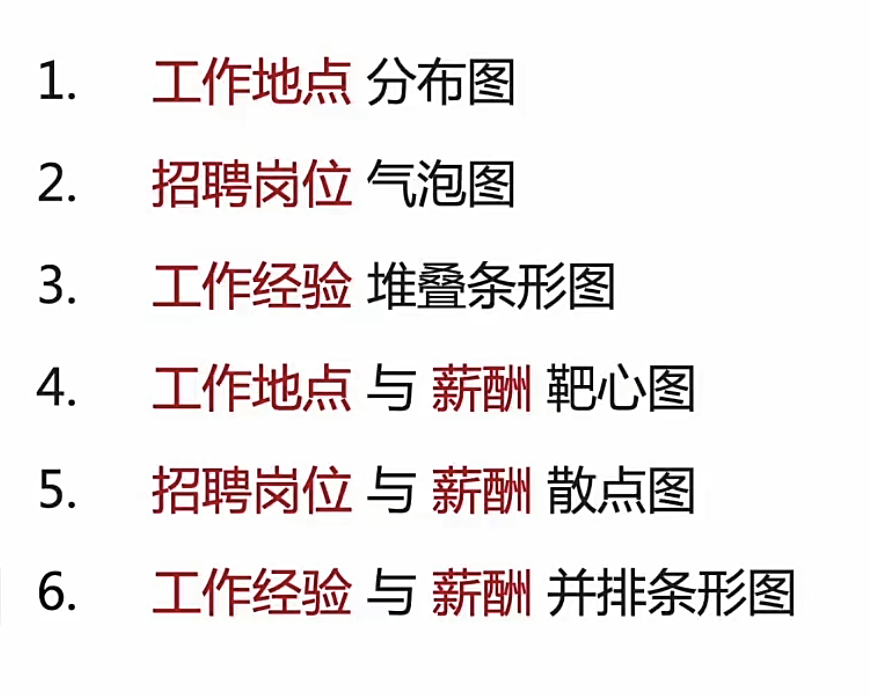 1. 工作地点 分布图
2. 招聘岗位 气泡图
3. 工作经验 堆叠条形图
4. 工作地点 与 薪酬 靶心图
5. 招聘岗位 与 薪酬 散点图
6. 工作经验 与 薪酬 并排条形图